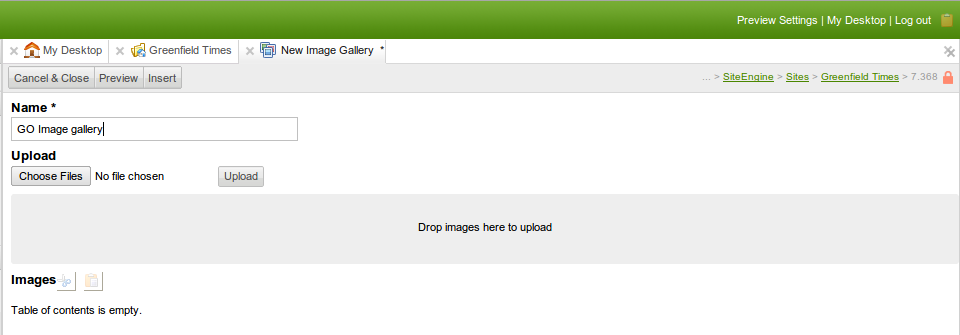 Preview Settings | My Desktop | Log out
My Desktop Greenfield Times New Image Gallery *
Cancel & Close Preview Insert ... > SiteEngine > Sites > Greenfield Times > 7.368
Name *
GO Image gallery
Upload
Choose Files No file chosen Upload
Drop images here to upload
Images
Table of contents is empty.